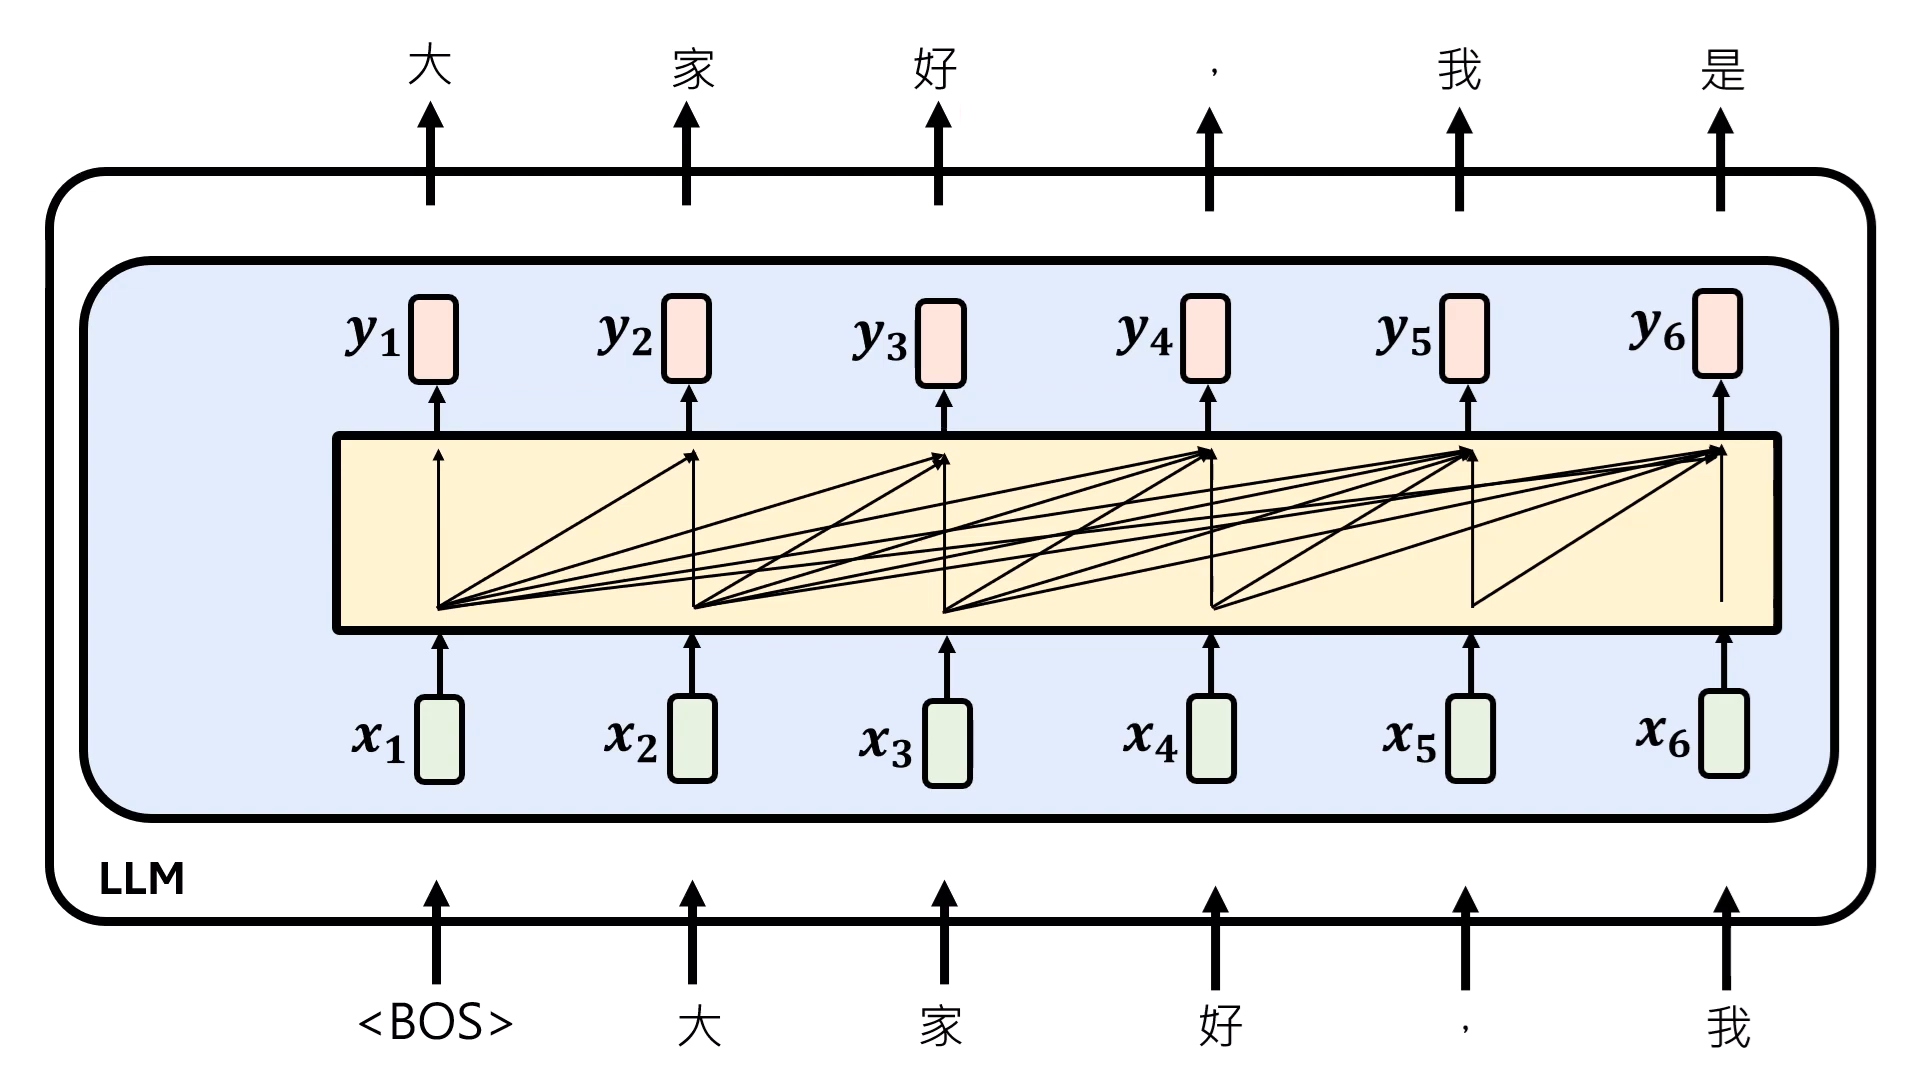 大 家 好 , 我 是
y1 y2 y3 y4 y5 y6
x1 x2 x3 x4 x5 x6
LLM
<BOS> 大 家 好 , 我